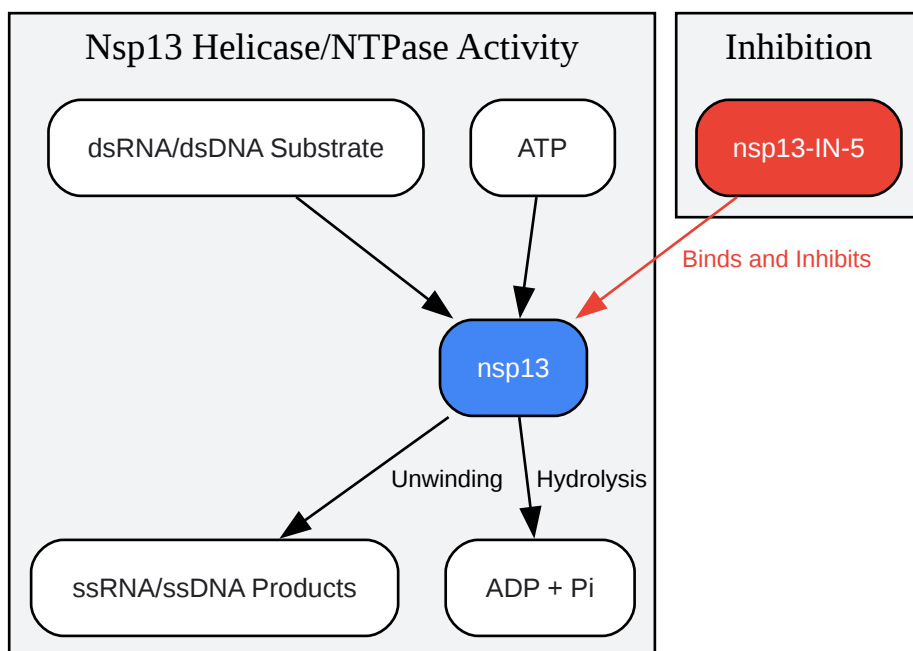 Nsp13 Helicase/NTPase Activity
Inhibition
dsRNA/dsDNA Substrate
ATP
nsp13-IN-5
Binds and Inhibits
nsp13
Unwinding
Hydrolysis
ssRNA/ssDNA Products
ADP + Pi